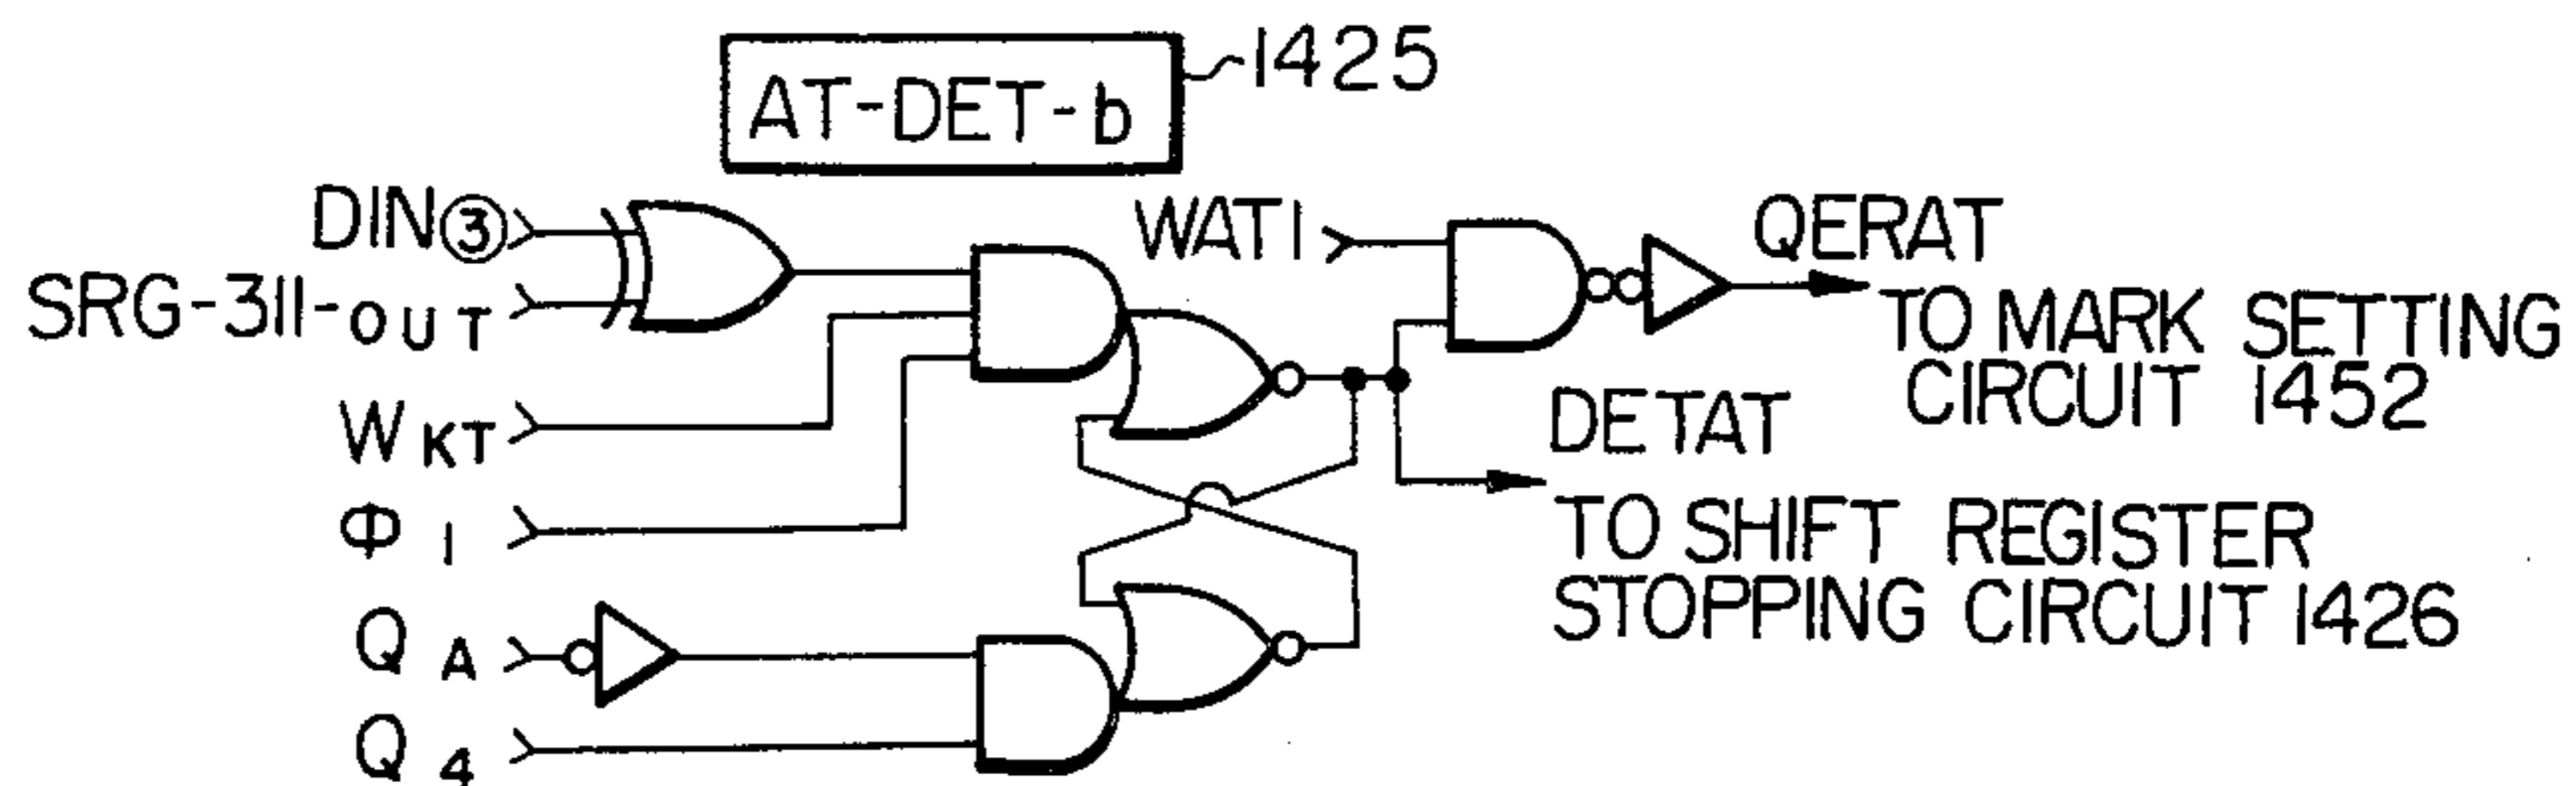 1425
AT-DET-b
DIN③
WAT1
QERAT
SRG-311-OUT
TO MARK SETTING
CIRCUIT 1452
WKT
DETAT
Φ1
TO SHIFT REGISTER
STOPPING CIRCUIT 1426
QA
Q4